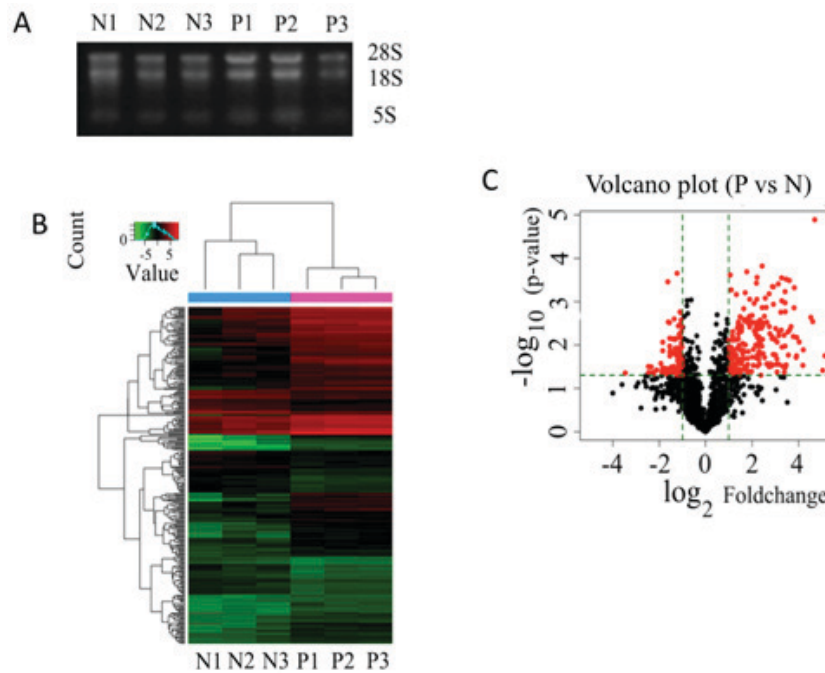 A
N1 N2 N3 P1 P2 P3
28S
18S
5S
B
Count
0
-5 5
Value
N1 N2 N3 P1 P2 P3
C
Volcano plot (P vs N)
-log10 (p-value)
5
4
3
2
1
0
-4 -2 0 2 4
log2 Foldchange